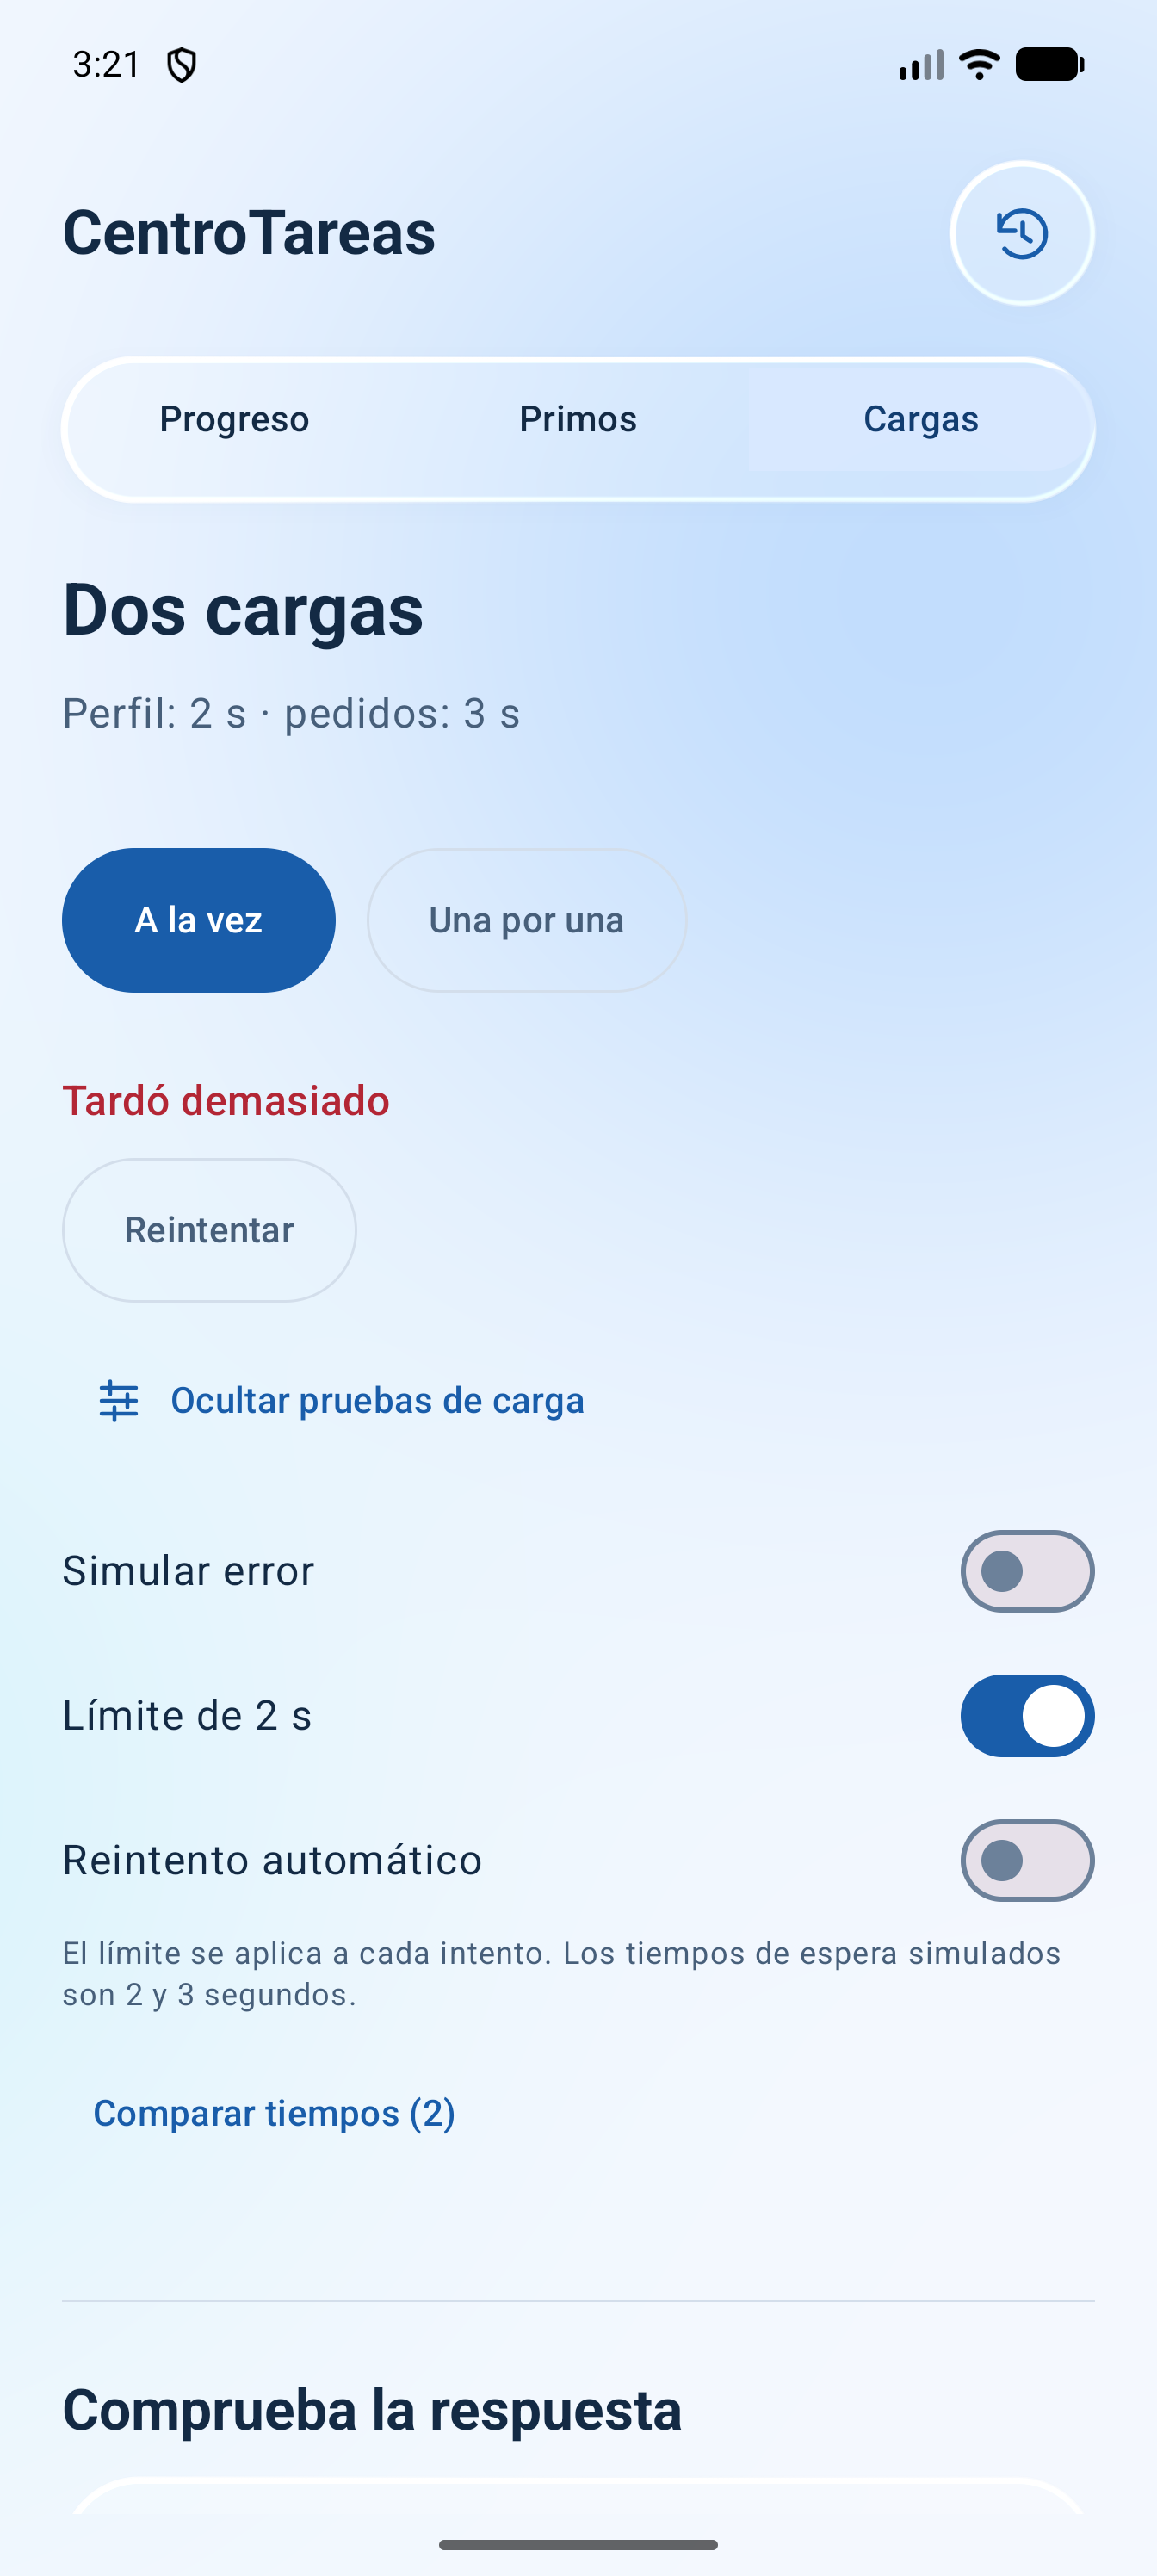 3:21
CentroTareas
Progreso
Primos
Cargas
Dos cargas
Perfil: 2 s · pedidos: 3 s
A la vez
Una por una
Tardó demasiado
Reintentar
Ocultar pruebas de carga
Simular error
Límite de 2 s
Reintento automático
El límite se aplica a cada intento. Los tiempos de espera simulados
son 2 y 3 segundos.
Comparar tiempos (2)
Comprueba la respuesta